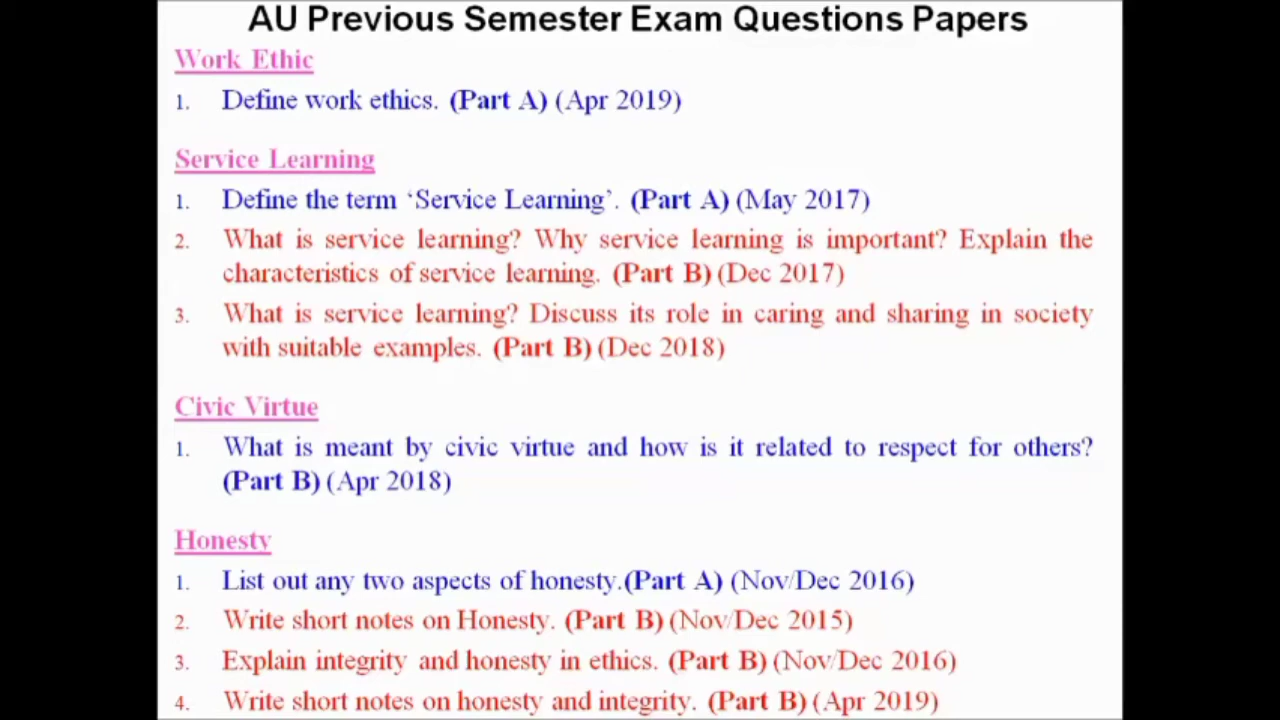 AU Previous Semester Exam Questions Papers
Work Ethic
1. Define work ethics. (Part A) (Apr 2019)
Service Learning
1. Define the term ‘Service Learning’. (Part A) (May 2017)
2. What is service learning? Why service learning is important? Explain the
characteristics of service learning. (Part B) (Dec 2017)
3. What is service learning? Discuss its role in caring and sharing in society
with suitable examples. (Part B) (Dec 2018)
Civic Virtue
1. What is meant by civic virtue and how is it related to respect for others?
(Part B) (Apr 2018)
Honesty
1. List out any two aspects of honesty.(Part A) (Nov/Dec 2016)
2. Write short notes on Honesty. (Part B) (Nov/Dec 2015)
3. Explain integrity and honesty in ethics. (Part B) (Nov/Dec 2016)
4. Write short notes on honesty and integrity. (Part B) (Apr 2019)